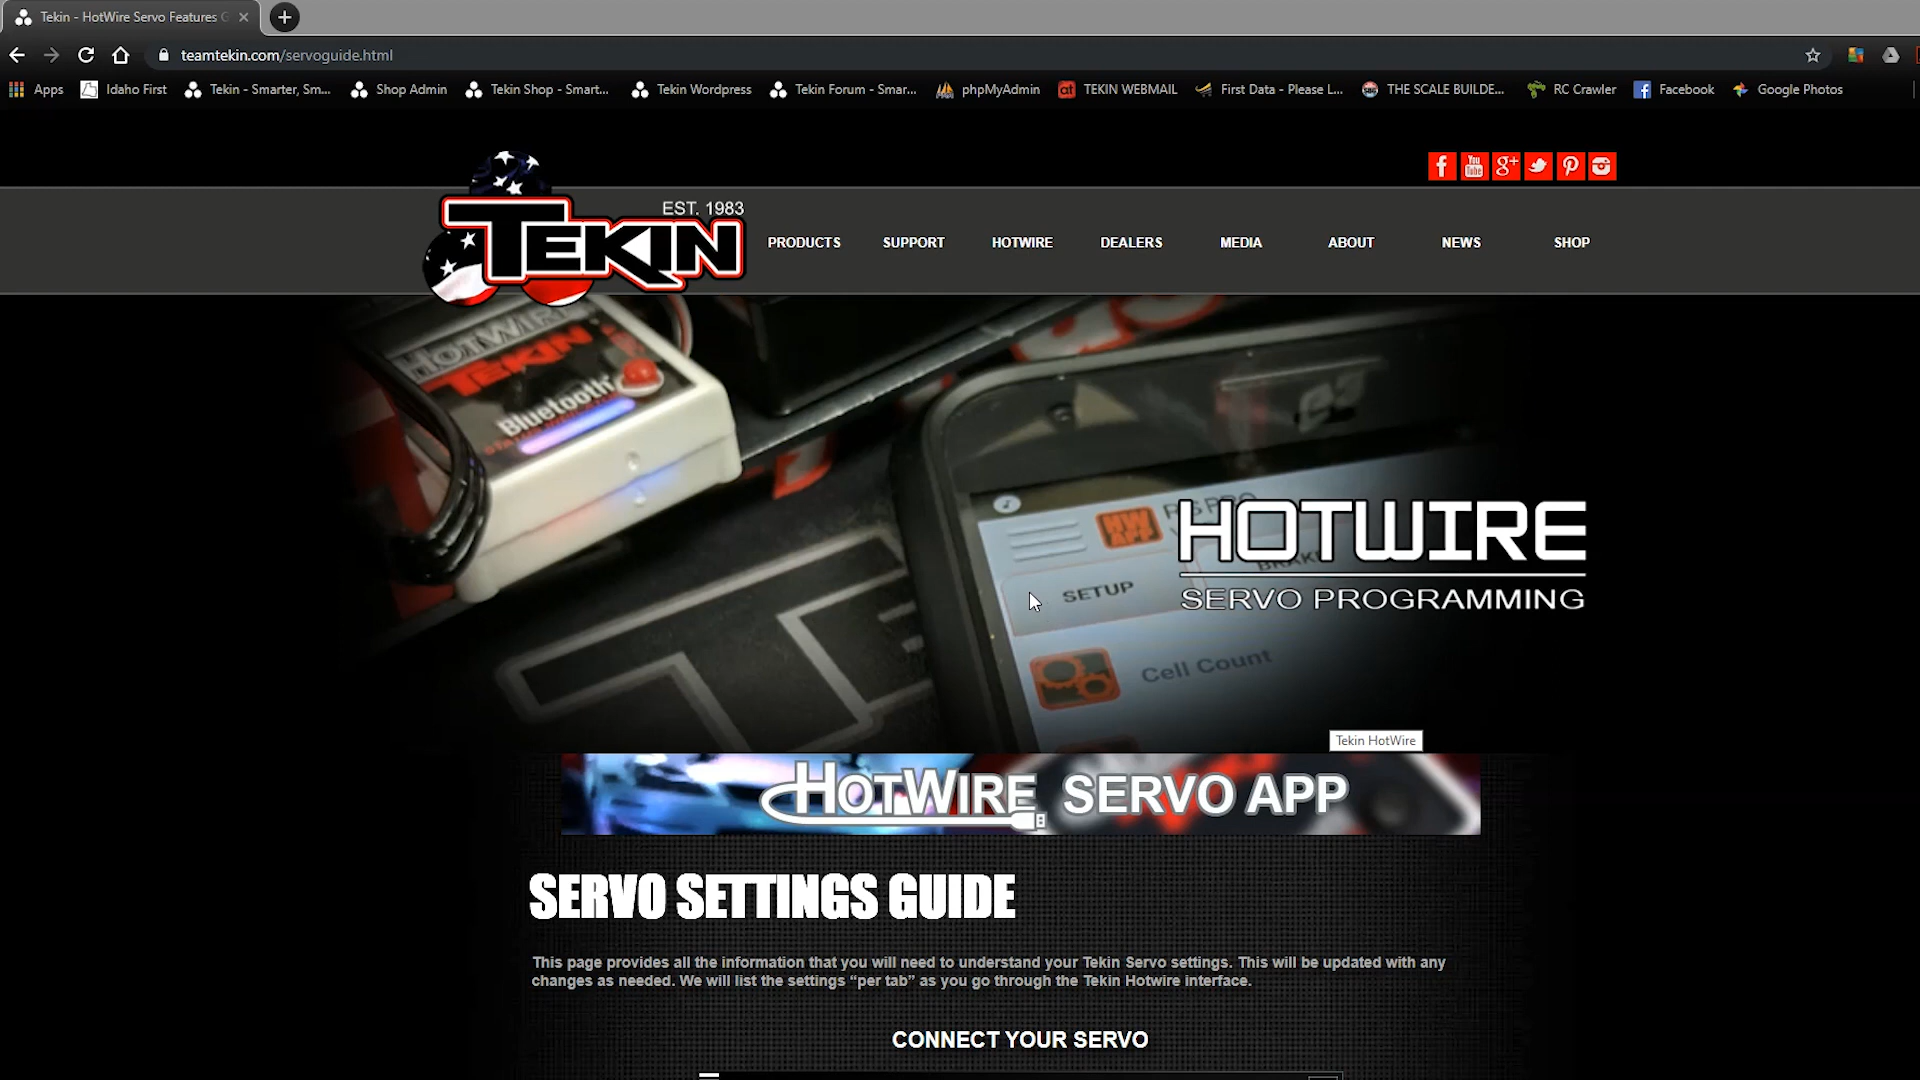 Tekin - HotWire Servo Features G
teamtekin.com/servoguide.html
Apps
Idaho First
Tekin - Smarter, Sm...
Shop Admin
Tekin Shop - Smart...
Tekin Wordpress
Tekin Forum - Smar...
phpMyAdmin
TEKIN WEBMAIL
First Data - Please L...
THE SCALE BUILDE...
RC Crawler
Facebook
Google Photos
EST. 1983
TEKIN
PRODUCTS
SUPPORT
HOTWIRE
DEALERS
MEDIA
ABOUT
NEWS
SHOP
HOTWIRE
TEKIN
Bluetooth
RS PRO
SETUP
Cell Count
HOTWIRE
SERVO PROGRAMMING
Tekin HotWire
HOTWIRE SERVO APP
SERVO SETTINGS GUIDE
This page provides all the information that you will need to understand your Tekin Servo settings. This will be updated with any
changes as needed. We will list the settings “per tab” as you go through the Tekin Hotwire interface.
CONNECT YOUR SERVO